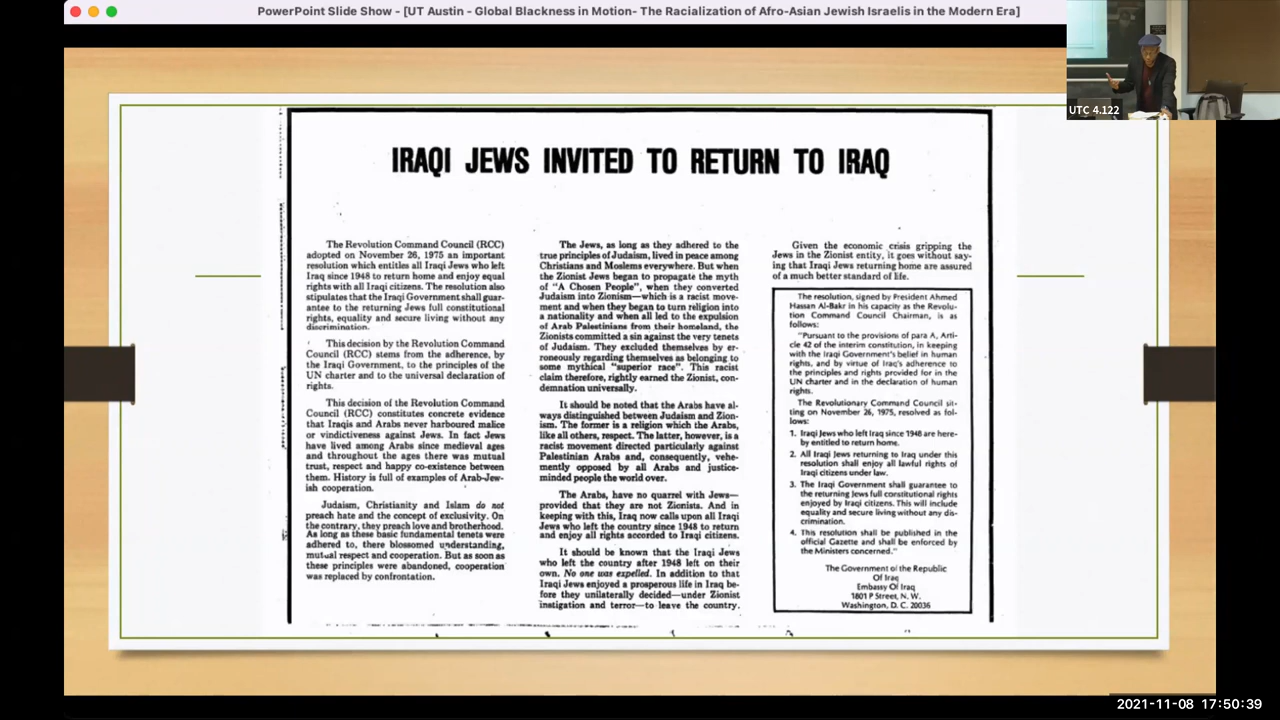 PowerPoint Slide Show - [UT Austin - Global Blackness in Motion- The Racialization of Afro-Asian Jewish Israelis in the Modern Era]
UTC 4.122
IRAQI JEWS INVITED TO RETURN TO IRAQ
The Revolution Command Council (RCC)
adopted on November 26, 1975 an important
resolution which entitles all Iraqi Jews who left
Iraq since 1948 to return home and enjoy equal
rights with all Iraqi citizens. The resolution also
stipulates that the Iraqi Government shall guar-
antee to the returning Jews full constitutional
rights, equality and secure living without any
discrimination.
This decision by the Revolution Command
Council (RCC) stems from the adherence, by
the Iraqi Government, to the principles of the
UN charter and to the universal declaration of
rights.
This decision of the Revolution Command
Council (RCC) constitutes concrete evidence
that Iraqis and Arabs never harboured malice
or vindictiveness against Jews. In fact Jews
have lived among Arabs since medieval ages
and throughout the ages there was mutual
trust, respect and happy co-existence between
them. History is full of examples of Arab-Jew-
ish cooperation.
Judaism, Christianity and Islam do not
preach hate and the concept of exclusivity. On
the contrary, they preach love and brotherhood.
As long as these basic fundamental tenets were
adhered to, there blossomed understanding,
mutual respect and cooperation. But as soon as
these principles were abandoned, cooperation
was replaced by confrontation.
The Jews, as long as they adhered to the
true principles of Judaism, lived in peace among
Christians and Moslems everywhere. But when
the Zionist Jews began to propagate the myth
of "A Chosen People", when they converted
Judaism into Zionism—which is a racist move-
ment and when they began to turn religion into
a nationality and when all led to the expulsion
of Arab Palestinians from their homeland, the
Zionists committed a sin against the very tenets
of Judaism. They excluded themselves by er-
roneously regarding themselves as belonging to
some mythical "superior race". This racist
claim therefore, rightly earned the Zionist, con-
demnation universally.
It should be noted that the Arabs have al-
ways distinguished between Judaism and Zion-
ism. The former is a religion which the Arabs,
like all others, respect. The latter, however, is a
racist movement directed particularly against
Palestinian Arabs and, consequently, vehe-
mently opposed by all Arabs and justice-
minded people the world over.
The Arabs, have no quarrel with Jews—
provided that they are not Zionists. And in
keeping with this, Iraq now calls upon all Iraqi
Jews who left the country since 1948 to return
and enjoy all rights accorded to Iraqi citizens.
It should be known that the Iraqi Jews
who left the country after 1948 left on their
own. No one was expelled. In addition to that
Iraqi Jews enjoyed a prosperous life in Iraq be-
fore they unilaterally decided—under Zionist
instigation and terror—to leave the country.
Given the economic crisis gripping the
Jews in the Zionist entity, it goes without say-
ing that Iraqi Jews returning home are assured
of a much better standard of life.
The resolution, signed by President Ahmed
Hassan Al-Bakr in his capacity as the Revolu-
tion Command Council Chairman, is as
follows:
"Pursuant to the provisions of para A, Arti-
cle 42 of the interim constitution, in keeping
with the Iraqi Government's belief in human
rights, and by virtue of Iraq's adherence to
the principles and rights provided for in the
UN charter and in the declaration of human
rights.
The Revolutionary Command Council sit-
ting on November 26, 1975, resolved as fol-
lows:
1. Iraqi Jews who left Iraq since 1948 are here-
by entitled to return home.
2. All Iraqi Jews returning to Iraq under this
resolution shall enjoy all lawful rights of
Iraqi citizens under law.
3. The Iraqi Government shall guarantee to
the returning Jews full constitutional rights
enjoyed by Iraqi citizens. This will include
equality and secure living without any dis-
crimination.
4. This resolution shall be published in the
official Gazette and shall be enforced by
the Ministers concerned."
The Government of the Republic
Of Iraq
Embassy Of Iraq
1801 P Street, N. W.
Washington, D. C. 20036
2021-11-08 17:50:39